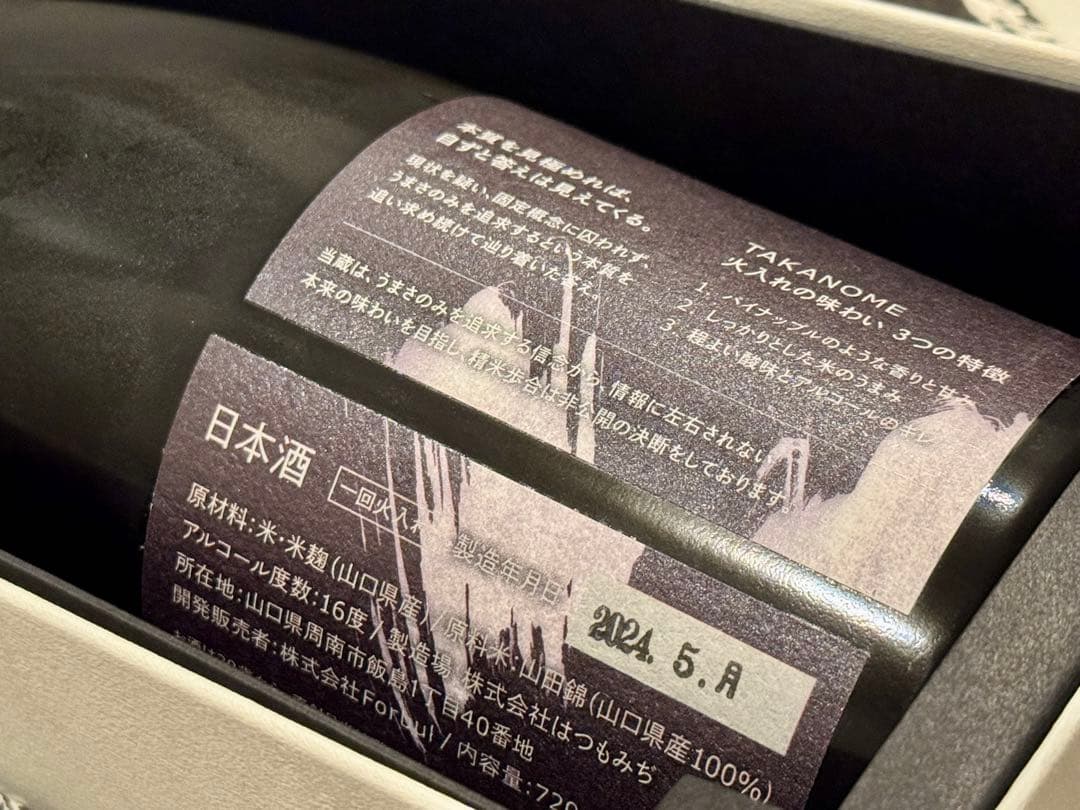 本質を見極めれば、
自ずと答えは見えてくる。
現状を疑い、固定概念に囚われず、
うまさのみを追求するという本質を
追い求め続けて辿り着いた答え。
当蔵は、うまさのみを追求する信念から、情報に左右されない
本来の味わいを目指し、精米歩合は非公開の決断をしております。
TAKANOME
火入れの味わい 3つの特徴
1. パイナップルのような香りと甘み
2. しっかりとした米のうまみ
3. 程よい酸味とアルコールのキレ
日本酒 一回火入れ
製造年月日 2024. 5.月
原材料:米・米麹(山口県産)/原料米:山田錦(山口県産100%)
アルコール度数:16度 / 製造場:株式会社はつもみぢ
所在地:山口県周南市飯島1丁目40番地
開発販売者:株式会社Forbul / 内容量:720